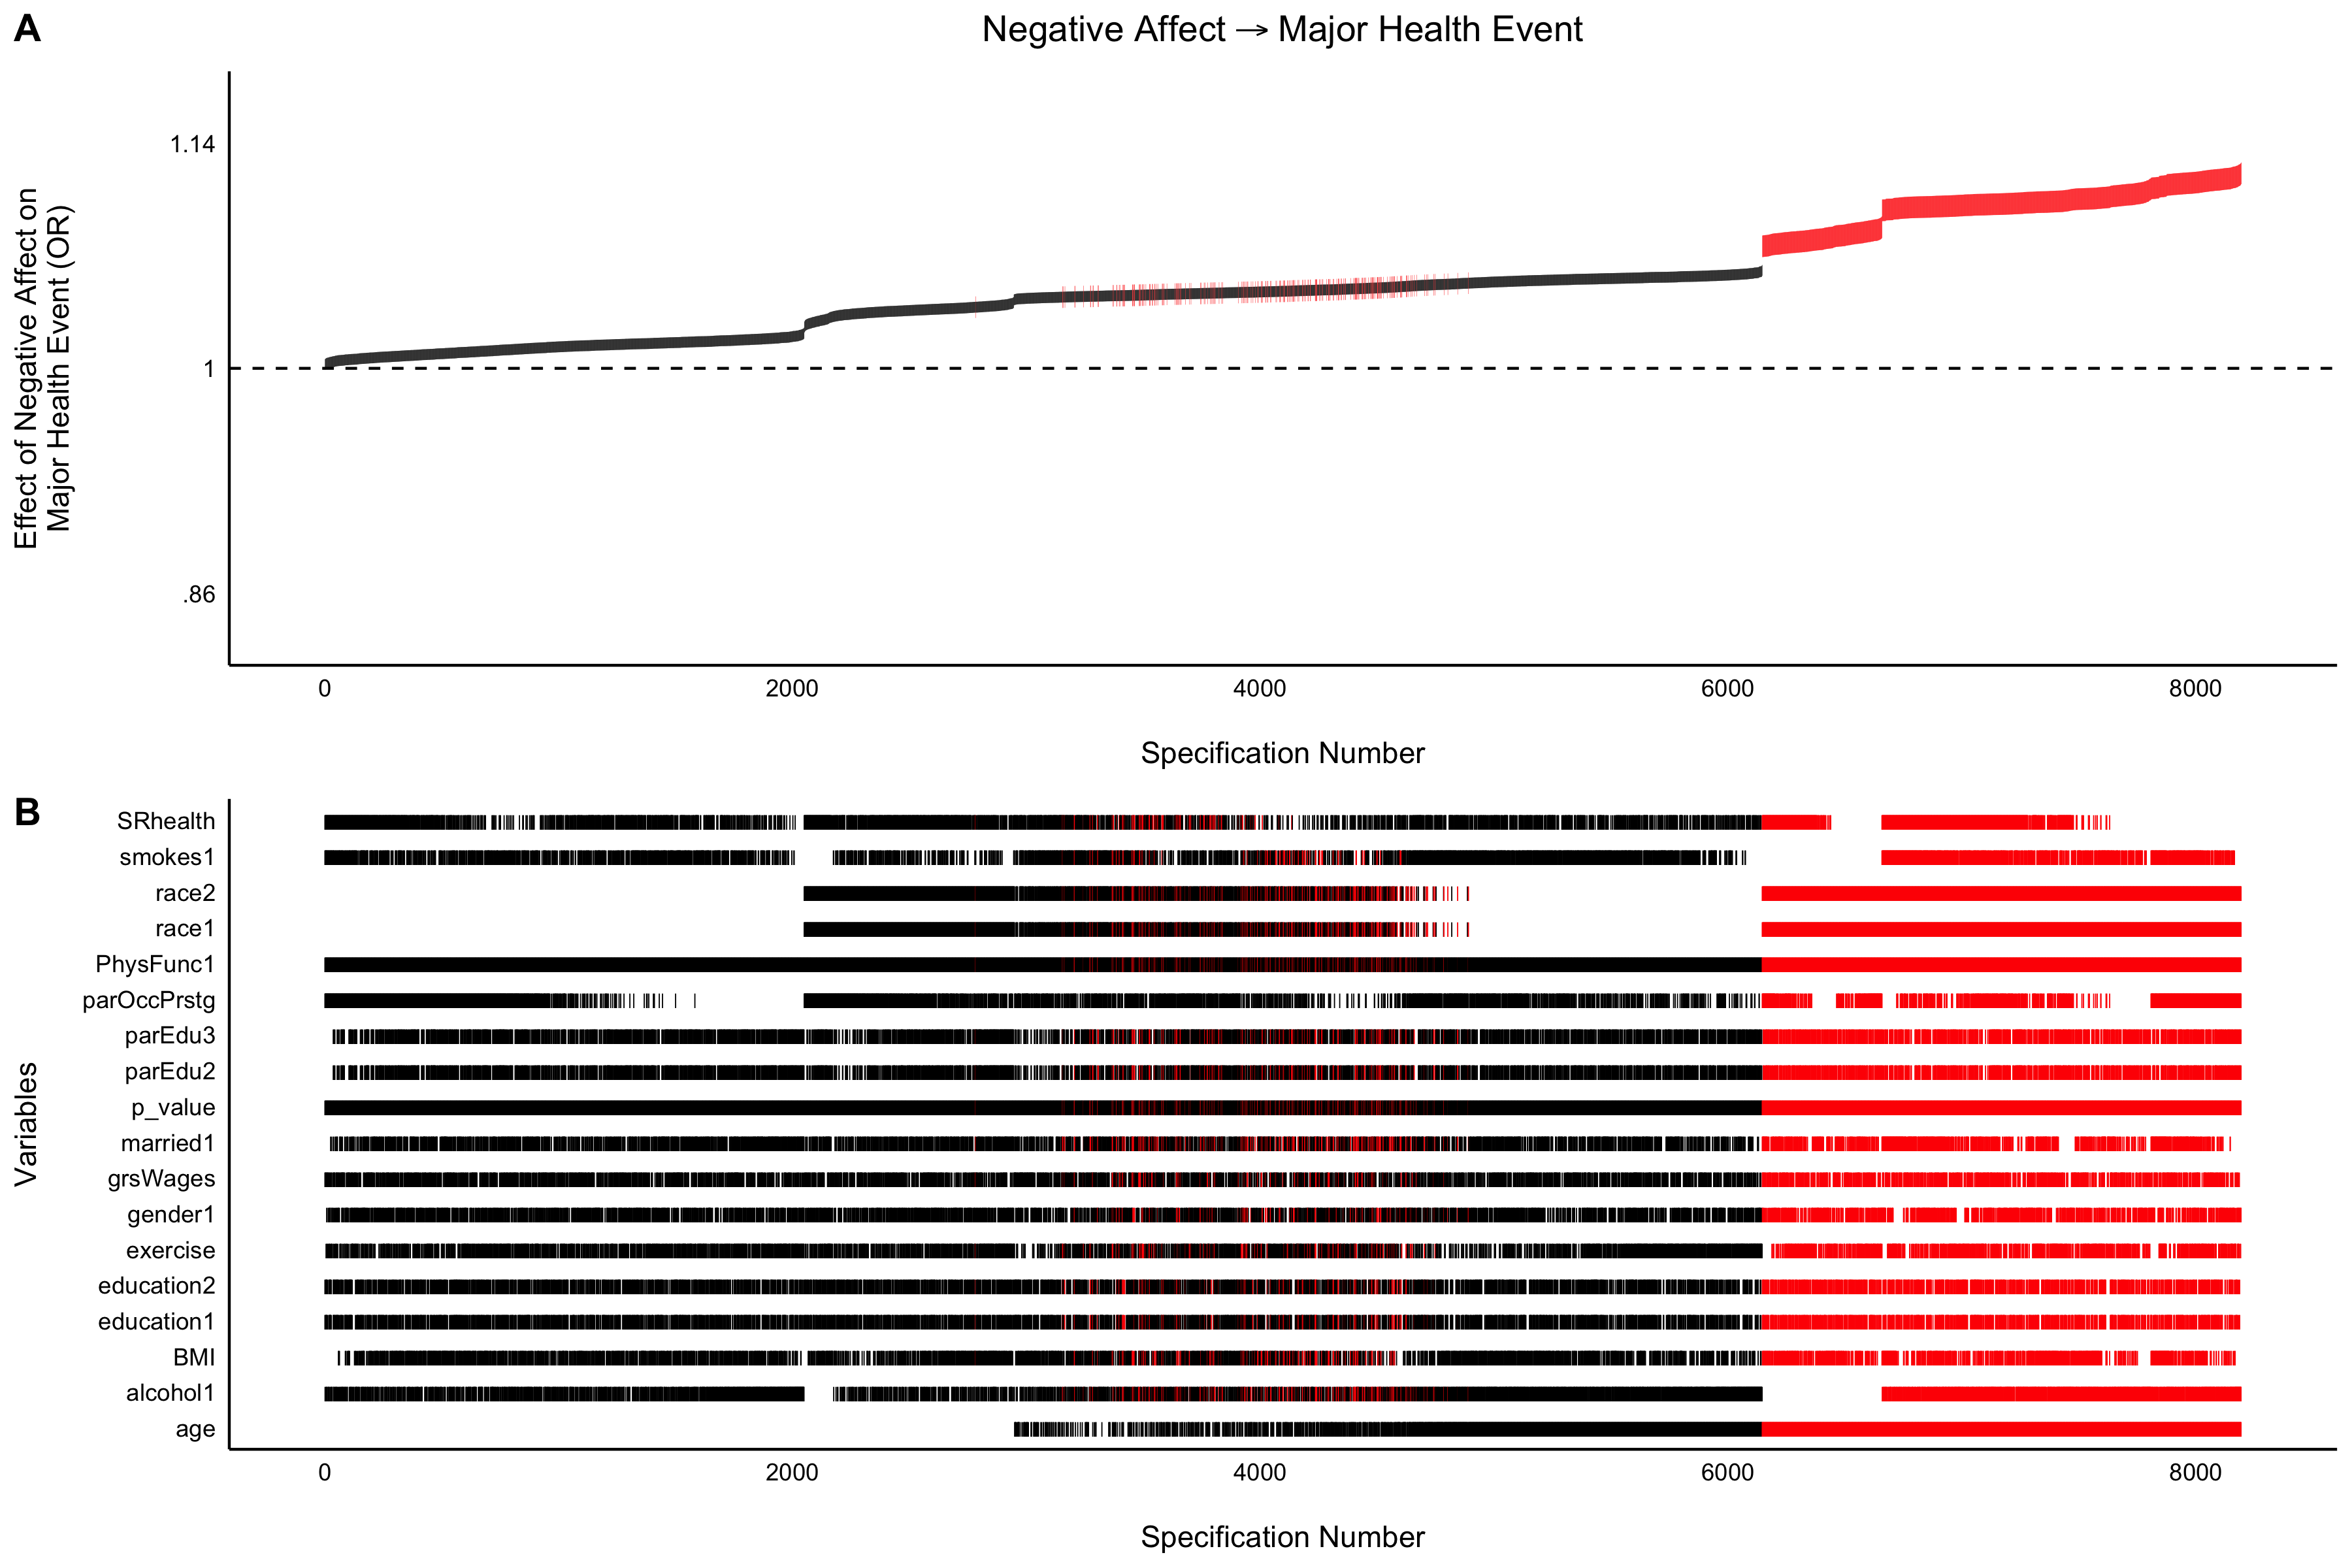 A
Negative Affect → Major Health Event
Effect of Negative Affect on
Major Health Event (OR)
1.14
1
.86
0 2000 4000 6000 8000
Specification Number
B
Variables
SRhealth
smokes1
race2
race1
PhysFunc1
parOccPrstg
parEdu3
parEdu2
p_value
married1
grsWages
gender1
exercise
education2
education1
BMI
alcohol1
age
0 2000 4000 6000 8000
Specification Number